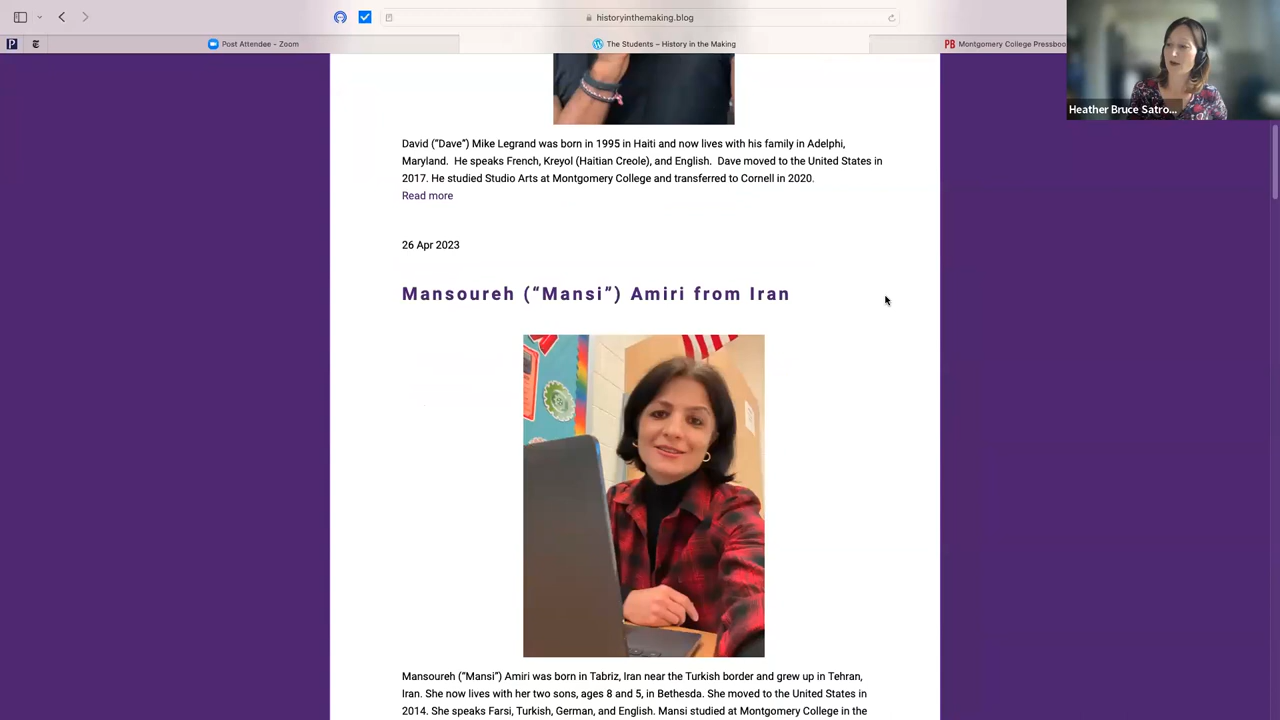 historyinthemaking.blog
Post Attendee - Zoom
The Students – History in the Making
PB Montgomery College Pressboo
Heather Bruce Satro...
David (“Dave”) Mike Legrand was born in 1995 in Haiti and now lives with his family in Adelphi,
Maryland. He speaks French, Kreyol (Haitian Creole), and English. Dave moved to the United States in
2017. He studied Studio Arts at Montgomery College and transferred to Cornell in 2020.
Read more
26 Apr 2023
Mansoureh (“Mansi”) Amiri from Iran
Mansoureh (“Mansi”) Amiri was born in Tabriz, Iran near the Turkish border and grew up in Tehran,
Iran. She now lives with her two sons, ages 8 and 5, in Bethesda. She moved to the United States in
2014. She speaks Farsi, Turkish, German, and English. Mansi studied at Montgomery College in the